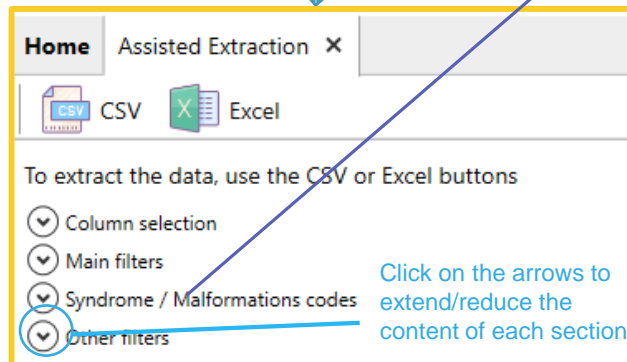 Home Assisted Extraction ×
CSV CSV X Excel
To extract the data, use the CSV or Excel buttons
Column selection
Main filters
Syndrome / Malformations codes
Other filters
Click on the arrows to
extend/reduce the
content of each section